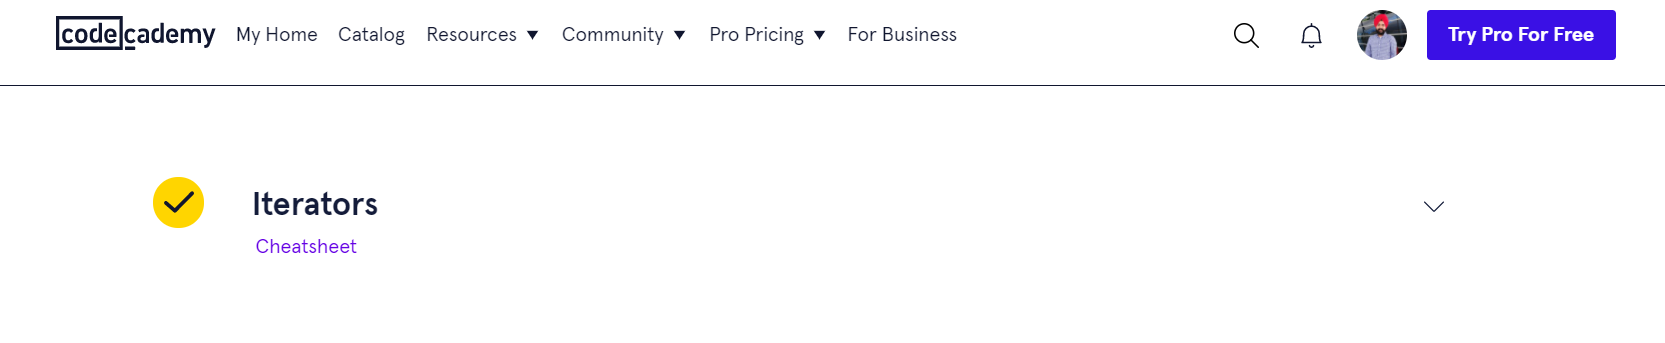 codecademy My Home Catalog Resources Community Pro Pricing For Business Try Pro For Free
Iterators
Cheatsheet